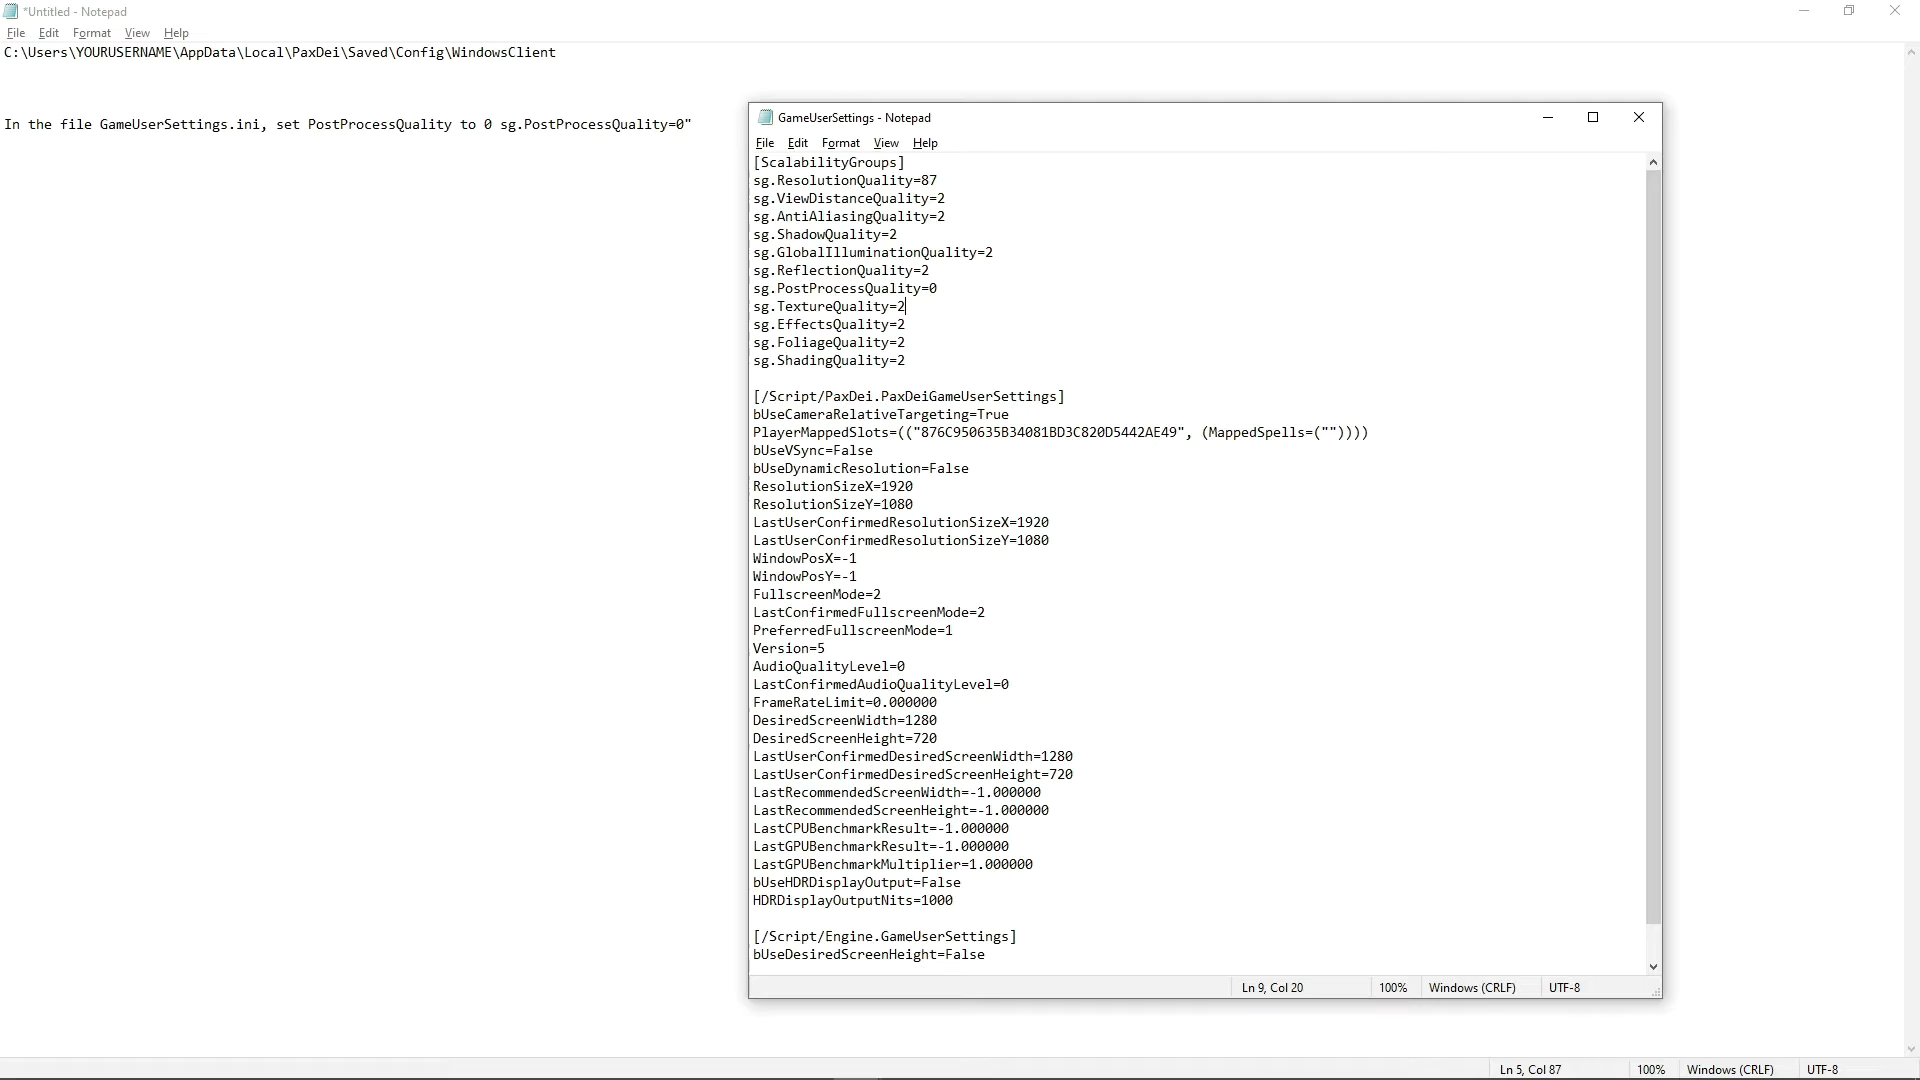 *Untitled - Notepad
File Edit Format View Help
C:\Users\YOURUSERNAME\AppData\Local\PaxDei\Saved\Config\WindowsClient
In the file GameUserSettings.ini, set PostProcessQuality to 0 sg.PostProcessQuality=0"
GameUserSettings - Notepad
File Edit Format View Help
[ScalabilityGroups]
sg.ResolutionQuality=87
sg.ViewDistanceQuality=2
sg.AntiAliasingQuality=2
sg.ShadowQuality=2
sg.GlobalIlluminationQuality=2
sg.ReflectionQuality=2
sg.PostProcessQuality=0
sg.TextureQuality=2
sg.EffectsQuality=2
sg.FoliageQuality=2
sg.ShadingQuality=2
[/Script/PaxDei.PaxDeiGameUserSettings]
bUseCameraRelativeTargeting=True
PlayerMappedSlots=(("876C950635B34081BD3C820D5442AE49", (MappedSpells=(""))))
bUseVSync=False
bUseDynamicResolution=False
ResolutionSizeX=1920
ResolutionSizeY=1080
LastUserConfirmedResolutionSizeX=1920
LastUserConfirmedResolutionSizeY=1080
WindowPosX=-1
WindowPosY=-1
FullscreenMode=2
LastConfirmedFullscreenMode=2
PreferredFullscreenMode=1
Version=5
AudioQualityLevel=0
LastConfirmedAudioQualityLevel=0
FrameRateLimit=0.000000
DesiredScreenWidth=1280
DesiredScreenHeight=720
LastUserConfirmedDesiredScreenWidth=1280
LastUserConfirmedDesiredScreenHeight=720
LastRecommendedScreenWidth=-1.000000
LastRecommendedScreenHeight=-1.000000
LastCPUBenchmarkResult=-1.000000
LastGPUBenchmarkResult=-1.000000
LastGPUBenchmarkMultiplier=1.000000
bUseHDRDisplayOutput=False
HDRDisplayOutputNits=1000
[/Script/Engine.GameUserSettings]
bUseDesiredScreenHeight=False
Ln 9, Col 20 100% Windows (CRLF) UTF-8
Ln 5, Col 87 100% Windows (CRLF) UTF-8